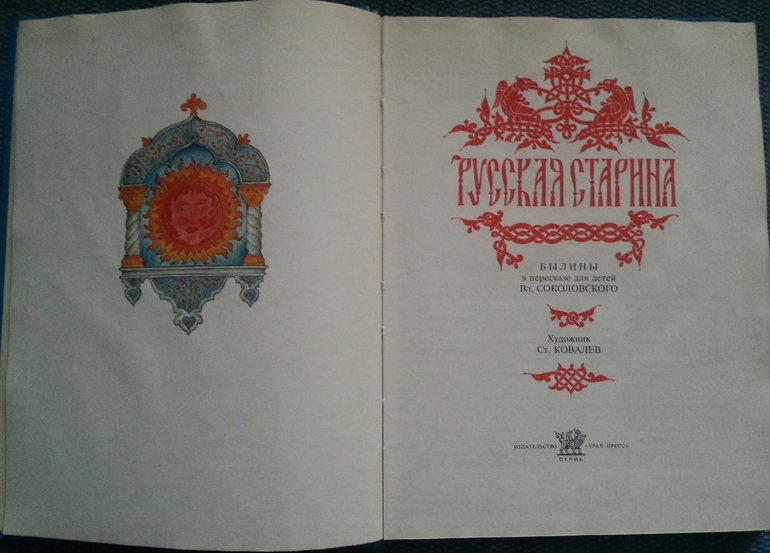 РУССКАЯ СТАРИНА
БЫЛИНЫ
в пересказе для детей
Вл. СОКОЛОВСКОГО
Художник
Ст. КОВАЛЕВ
ИЗДАТЕЛЬСТВО «УРАЛ-ПРЕСС»
ПЕРМЬ